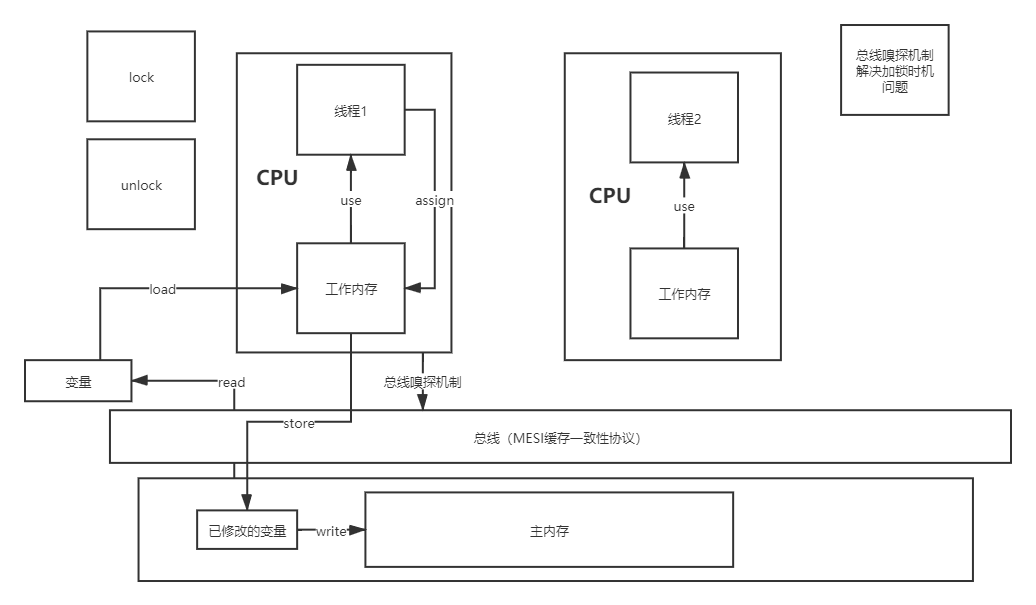 lock
unlock
线程1
CPU
use
assign
工作内存
load
变量
read
store
总线嗅探机制
线程2
CPU
use
工作内存
总线嗅探机制
解决加锁时机
问题
总线（MESI缓存一致性协议）
已修改的变量
write
主内存